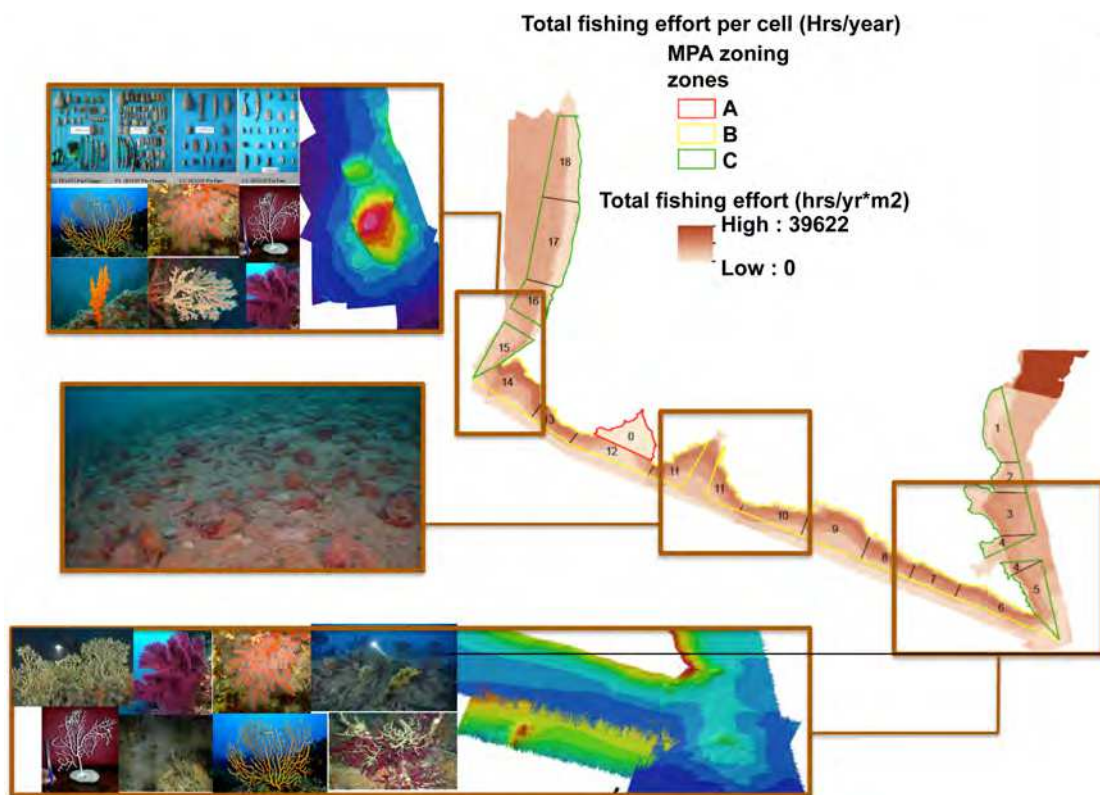 Total fishing effort per cell (Hrs/year)
MPA zoning
zones
A
B
C
Total fishing effort (hrs/yr*m2)
High : 39622
Low : 0
18
17
16
15
14
13
12
0
11
11
10
9
8
7
6
1
2
3
4
4
5